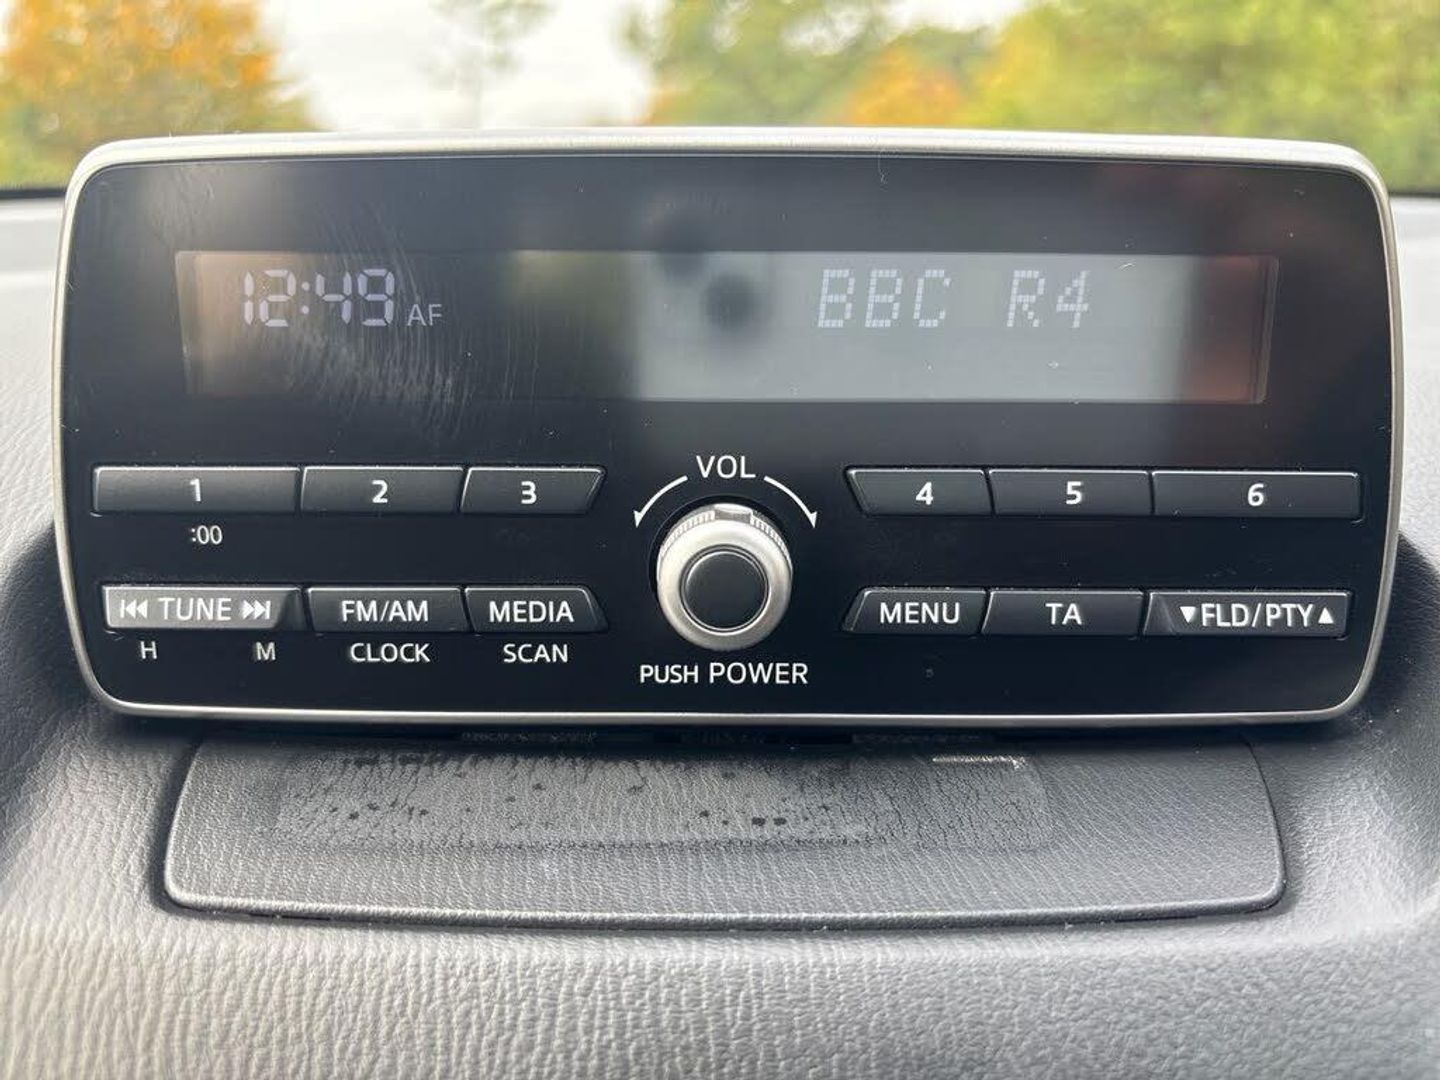 12:49 AF BBC R4
VOL
1 2 3 4 5 6
:00
⏮ TUNE ⏭ FM/AM MEDIA MENU TA ▼FLD/PTY▲
H M CLOCK SCAN
PUSH POWER